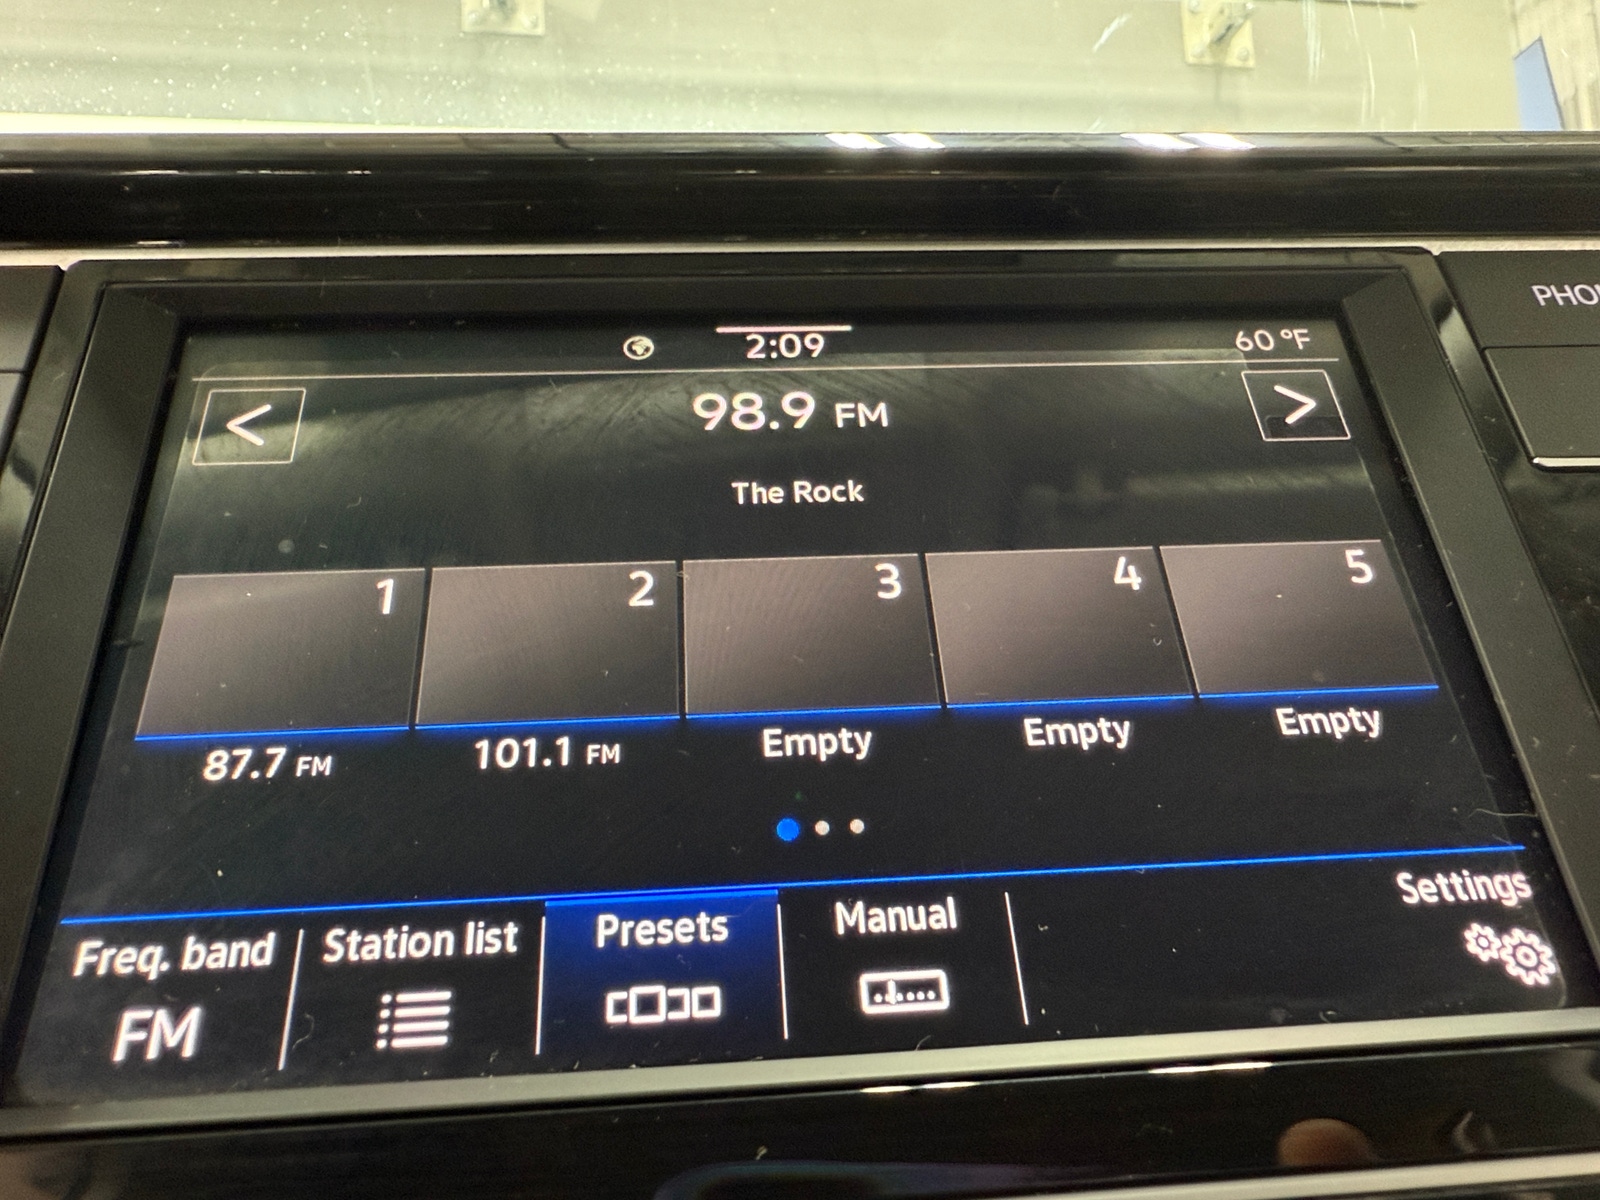 PHO
2:09
60 °F
<
98.9 FM
>
The Rock
1 2 3 4 5
87.7 FM 101.1 FM Empty Empty Empty
Freq. band Station list Presets Manual Settings
FM